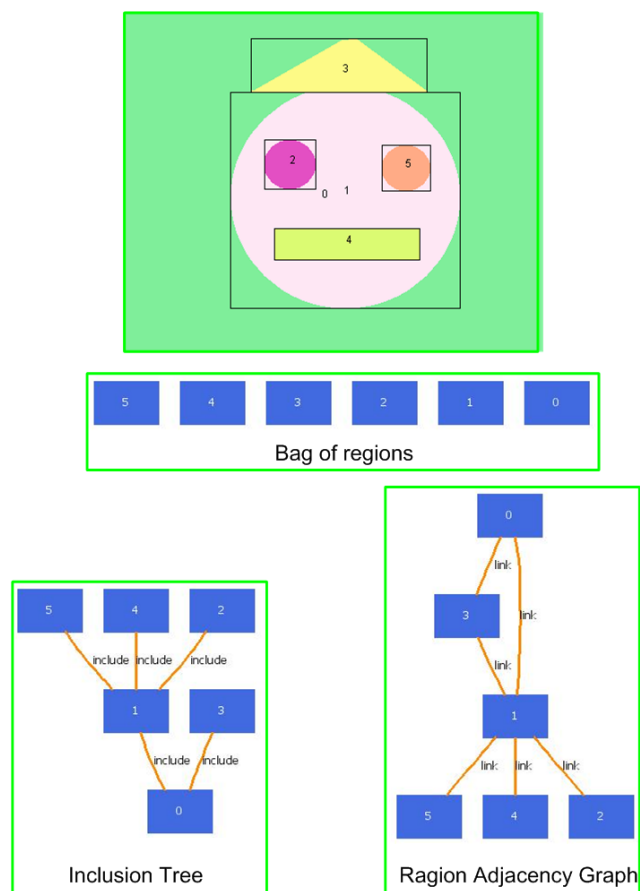 3
2
5
0
1
4
5 4 3 2 1 0
Bag of regions
0
link
3
link
link
1
link link link
5 4 2
Ragion Adjacency Graph
5 4 2
include include include
1 3
include include
0
Inclusion Tree